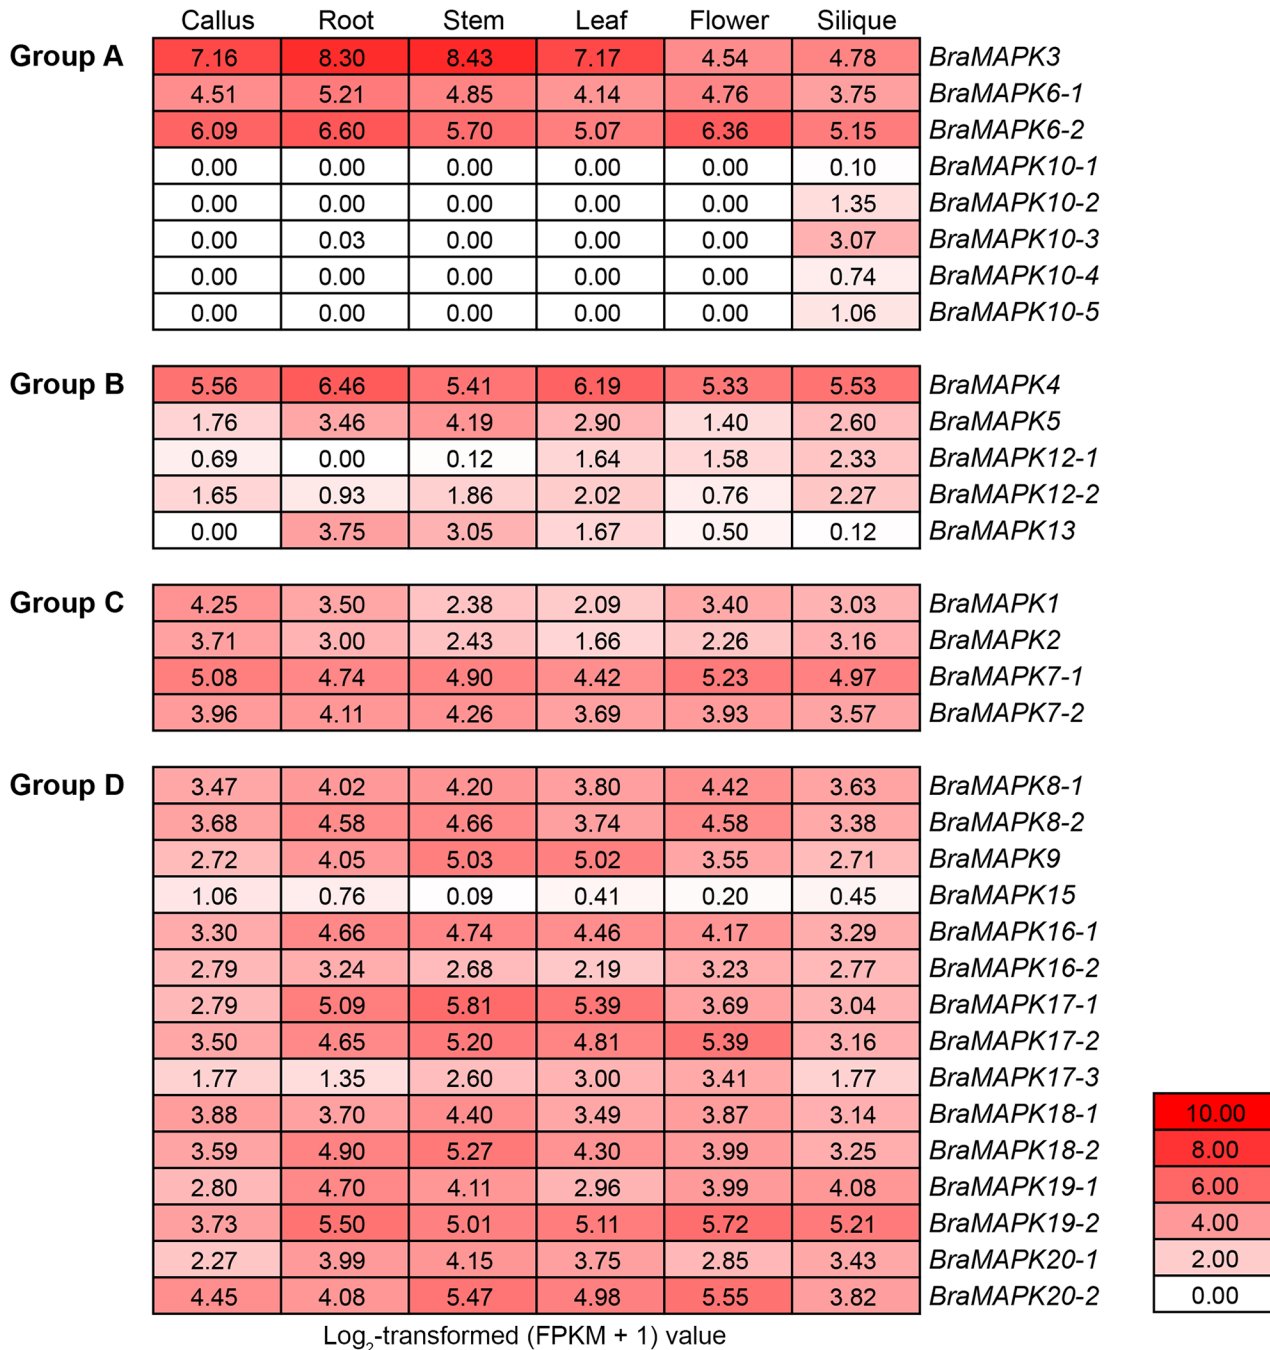 Callus Root Stem Leaf Flower Silique
Group A 7.16 8.30 8.43 7.17 4.54 4.78 BraMAPK3
4.51 5.21 4.85 4.14 4.76 3.75 BraMAPK6-1
6.09 6.60 5.70 5.07 6.36 5.15 BraMAPK6-2
0.00 0.00 0.00 0.00 0.00 0.10 BraMAPK10-1
0.00 0.00 0.00 0.00 0.00 1.35 BraMAPK10-2
0.00 0.03 0.00 0.00 0.00 3.07 BraMAPK10-3
0.00 0.00 0.00 0.00 0.00 0.74 BraMAPK10-4
0.00 0.00 0.00 0.00 0.00 1.06 BraMAPK10-5
Group B 5.56 6.46 5.41 6.19 5.33 5.53 BraMAPK4
1.76 3.46 4.19 2.90 1.40 2.60 BraMAPK5
0.69 0.00 0.12 1.64 1.58 2.33 BraMAPK12-1
1.65 0.93 1.86 2.02 0.76 2.27 BraMAPK12-2
0.00 3.75 3.05 1.67 0.50 0.12 BraMAPK13
Group C 4.25 3.50 2.38 2.09 3.40 3.03 BraMAPK1
3.71 3.00 2.43 1.66 2.26 3.16 BraMAPK2
5.08 4.74 4.90 4.42 5.23 4.97 BraMAPK7-1
3.96 4.11 4.26 3.69 3.93 3.57 BraMAPK7-2
Group D 3.47 4.02 4.20 3.80 4.42 3.63 BraMAPK8-1
3.68 4.58 4.66 3.74 4.58 3.38 BraMAPK8-2
2.72 4.05 5.03 5.02 3.55 2.71 BraMAPK9
1.06 0.76 0.09 0.41 0.20 0.45 BraMAPK15
3.30 4.66 4.74 4.46 4.17 3.29 BraMAPK16-1
2.79 3.24 2.68 2.19 3.23 2.77 BraMAPK16-2
2.79 5.09 5.81 5.39 3.69 3.04 BraMAPK17-1
3.50 4.65 5.20 4.81 5.39 3.16 BraMAPK17-2
1.77 1.35 2.60 3.00 3.41 1.77 BraMAPK17-3
3.88 3.70 4.40 3.49 3.87 3.14 BraMAPK18-1
3.59 4.90 5.27 4.30 3.99 3.25 BraMAPK18-2
2.80 4.70 4.11 2.96 3.99 4.08 BraMAPK19-1
3.73 5.50 5.01 5.11 5.72 5.21 BraMAPK19-2
2.27 3.99 4.15 3.75 2.85 3.43 BraMAPK20-1
4.45 4.08 5.47 4.98 5.55 3.82 BraMAPK20-2
10.00
8.00
6.00
4.00
2.00
0.00
Log₂-transformed (FPKM + 1) value